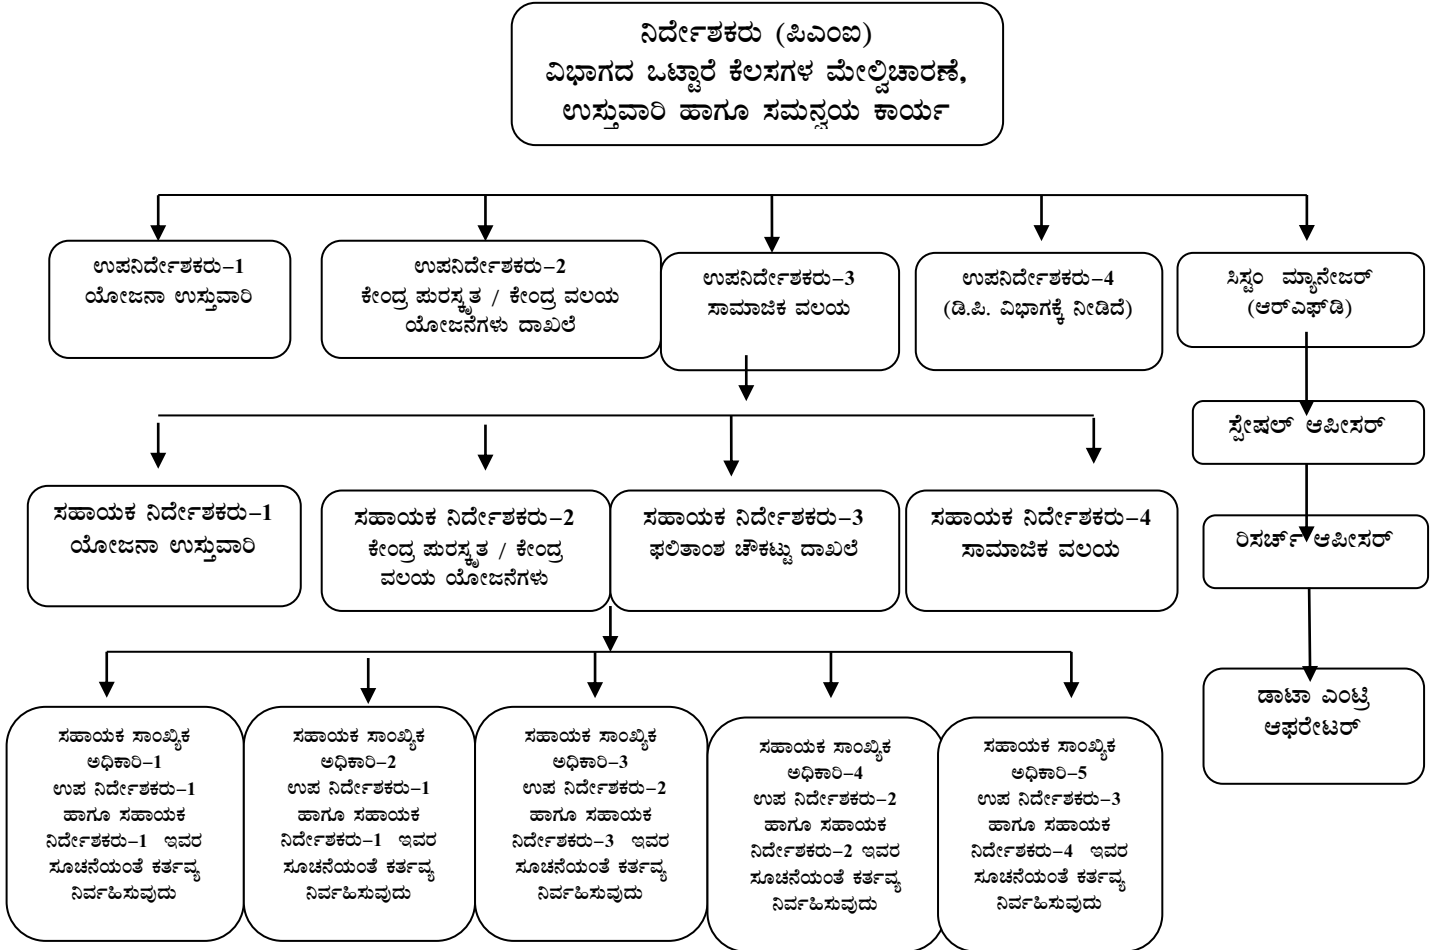 ನಿರ್ದೇಶಕರು (ಪಿಎಂಐ)
ವಿಭಾಗದ ಒಟ್ಟಾರೆ ಕೆಲಸಗಳ ಮೇಲ್ವಿಚಾರಣೆ,
ಉಸ್ತುವಾರಿ ಹಾಗೂ ಸಮನ್ವಯ ಕಾರ್ಯ
ಉಪನಿರ್ದೇಶಕರು–1
ಯೋಜನಾ ಉಸ್ತುವಾರಿ
ಉಪನಿರ್ದೇಶಕರು–2
ಕೇಂದ್ರ ಪುರಸ್ಕೃತ / ಕೇಂದ್ರ ವಲಯ
ಯೋಜನೆಗಳು ದಾಖಲೆ
ಉಪನಿರ್ದೇಶಕರು–3
ಸಾಮಾಜಿಕ ವಲಯ
ಉಪನಿರ್ದೇಶಕರು–4
(ಡಿ.ಪಿ. ವಿಭಾಗಕ್ಕೆ ನೀಡಿದೆ)
ಸಿಸ್ಟಂ ಮ್ಯಾನೇಜರ್
(ಆರ್‌ಎಫ್‌ಡಿ)
ಸ್ಪೇಷಲ್ ಆಪೀಸರ್
ಸಹಾಯಕ ನಿರ್ದೇಶಕರು–1
ಯೋಜನಾ ಉಸ್ತುವಾರಿ
ಸಹಾಯಕ ನಿರ್ದೇಶಕರು–2
ಕೇಂದ್ರ ಪುರಸ್ಕೃತ / ಕೇಂದ್ರ
ವಲಯ ಯೋಜನೆಗಳು
ಸಹಾಯಕ ನಿರ್ದೇಶಕರು–3
ಫಲಿತಾಂಶ ಚೌಕಟ್ಟು ದಾಖಲೆ
ಸಹಾಯಕ ನಿರ್ದೇಶಕರು–4
ಸಾಮಾಜಿಕ ವಲಯ
ರಿಸರ್ಚ್ ಆಪೀಸರ್
ಸಹಾಯಕ ಸಾಂಖ್ಯಿಕ
ಅಧಿಕಾರಿ–1
ಉಪ ನಿರ್ದೇಶಕರು–1
ಹಾಗೂ ಸಹಾಯಕ
ನಿರ್ದೇಶಕರು–1 ಇವರ
ಸೂಚನೆಯಂತೆ ಕರ್ತವ್ಯ
ನಿರ್ವಹಿಸುವುದು
ಸಹಾಯಕ ಸಾಂಖ್ಯಿಕ
ಅಧಿಕಾರಿ–2
ಉಪ ನಿರ್ದೇಶಕರು–1
ಹಾಗೂ ಸಹಾಯಕ
ನಿರ್ದೇಶಕರು–1 ಇವರ
ಸೂಚನೆಯಂತೆ ಕರ್ತವ್ಯ
ನಿರ್ವಹಿಸುವುದು
ಸಹಾಯಕ ಸಾಂಖ್ಯಿಕ
ಅಧಿಕಾರಿ–3
ಉಪ ನಿರ್ದೇಶಕರು–2
ಹಾಗೂ ಸಹಾಯಕ
ನಿರ್ದೇಶಕರು–3 ಇವರ
ಸೂಚನೆಯಂತೆ ಕರ್ತವ್ಯ
ನಿರ್ವಹಿಸುವುದು
ಸಹಾಯಕ ಸಾಂಖ್ಯಿಕ
ಅಧಿಕಾರಿ–4
ಉಪ ನಿರ್ದೇಶಕರು–2
ಹಾಗೂ ಸಹಾಯಕ
ನಿರ್ದೇಶಕರು–2 ಇವರ
ಸೂಚನೆಯಂತೆ ಕರ್ತವ್ಯ
ನಿರ್ವಹಿಸುವುದು
ಸಹಾಯಕ ಸಾಂಖ್ಯಿಕ
ಅಧಿಕಾರಿ–5
ಉಪ ನಿರ್ದೇಶಕರು–3
ಹಾಗೂ ಸಹಾಯಕ
ನಿರ್ದೇಶಕರು–4 ಇವರ
ಸೂಚನೆಯಂತೆ ಕರ್ತವ್ಯ
ನಿರ್ವಹಿಸುವುದು
ಡಾಟಾ ಎಂಟ್ರಿ
ಆಫರೇಟರ್